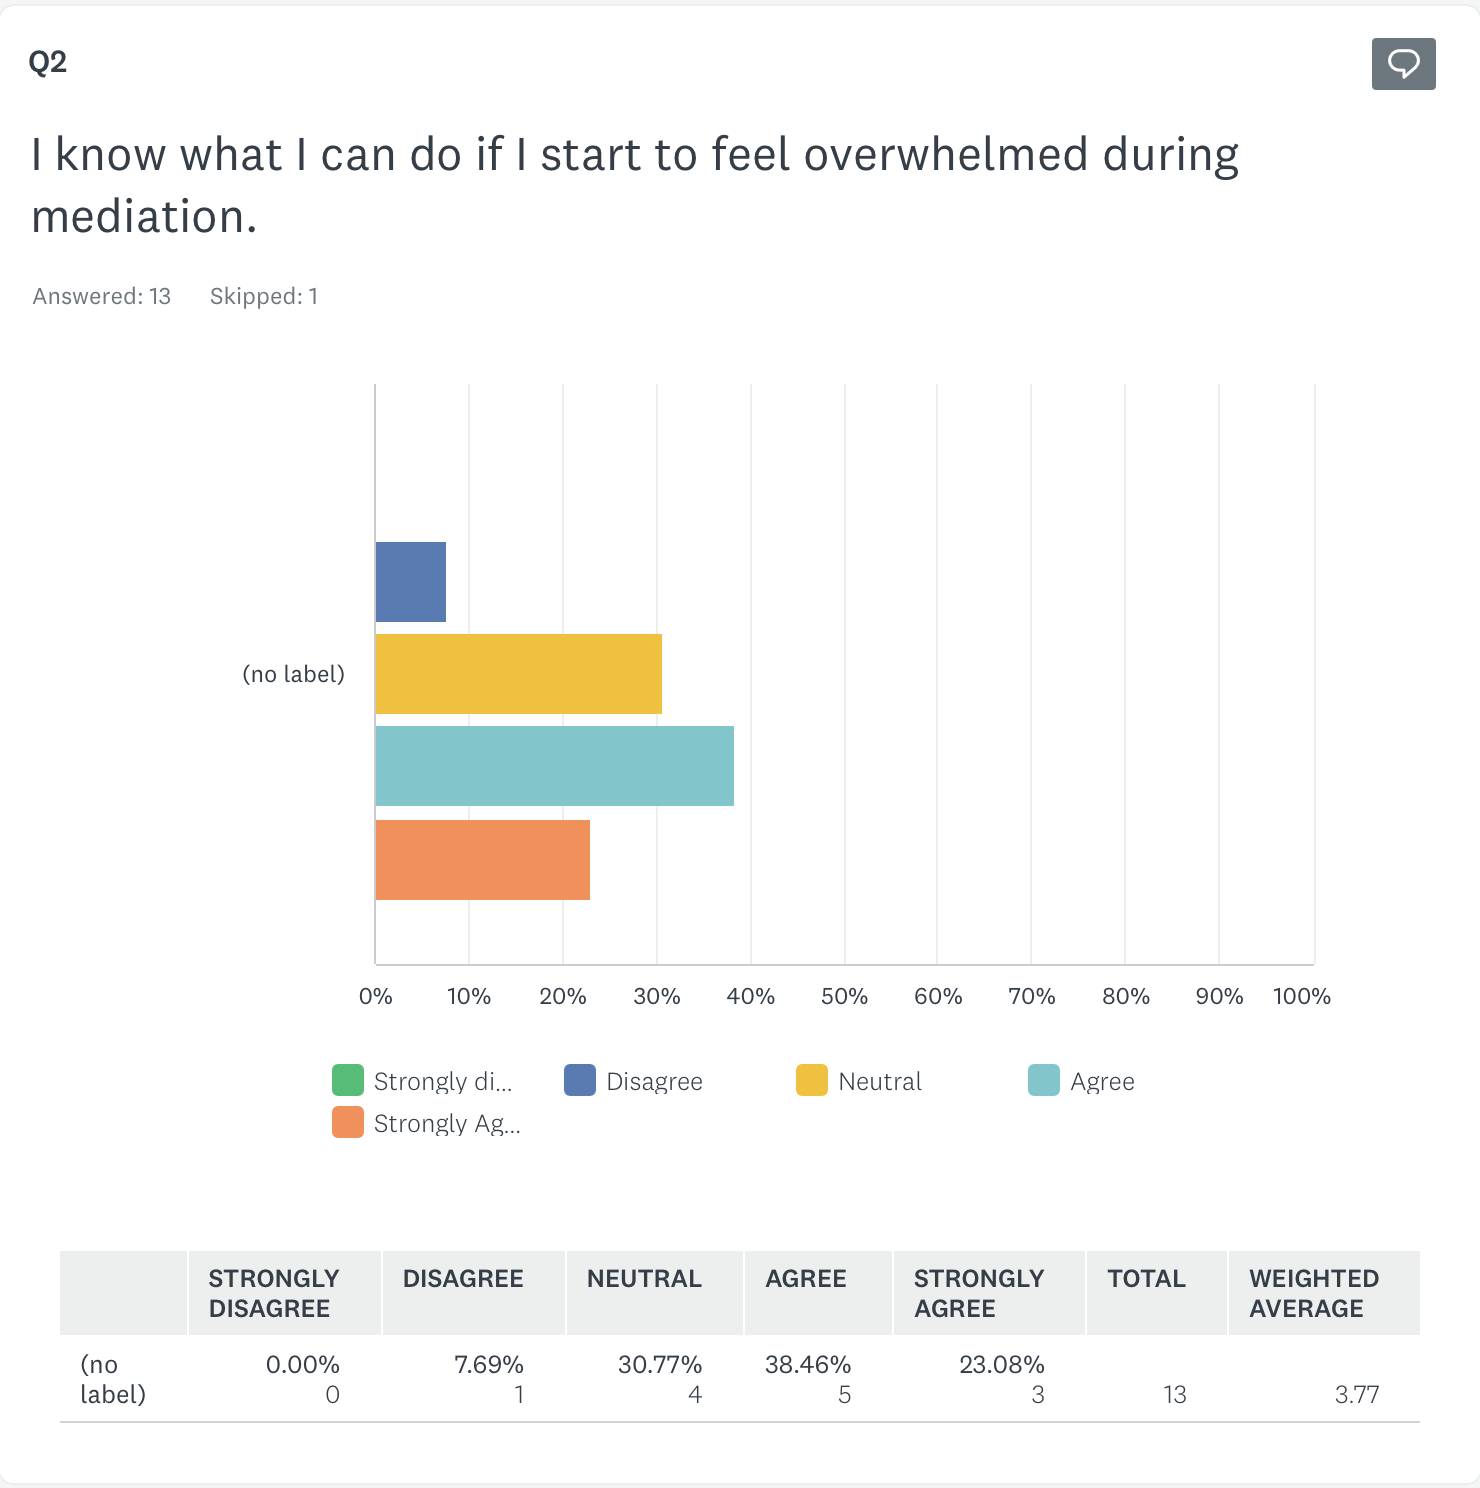 Q2
I know what I can do if I start to feel overwhelmed during
mediation.
Answered: 13 Skipped: 1
(no label)
0% 10% 20% 30% 40% 50% 60% 70% 80% 90% 100%
Strongly di... Disagree Neutral Agree
Strongly Ag...
STRONGLY DISAGREE NEUTRAL AGREE STRONGLY TOTAL WEIGHTED
DISAGREE AGREE AVERAGE
(no 0.00% 7.69% 30.77% 38.46% 23.08%
label) 0 1 4 5 3 13 3.77